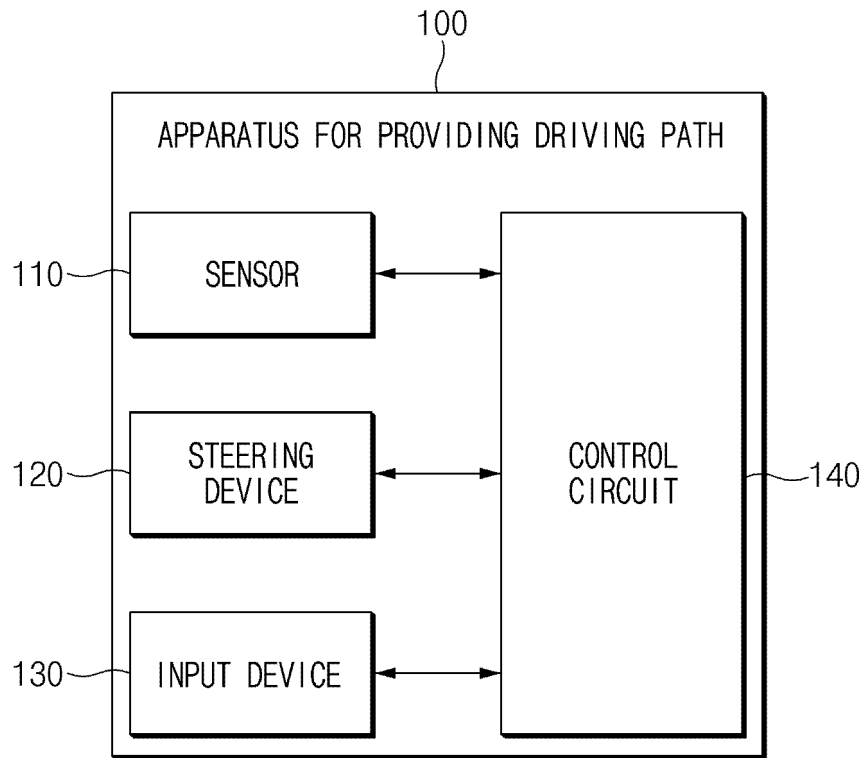 100
APPARATUS FOR PROVIDING DRIVING PATH
110
SENSOR
120
STEERING
DEVICE
CONTROL
CIRCUIT
140
130
INPUT DEVICE